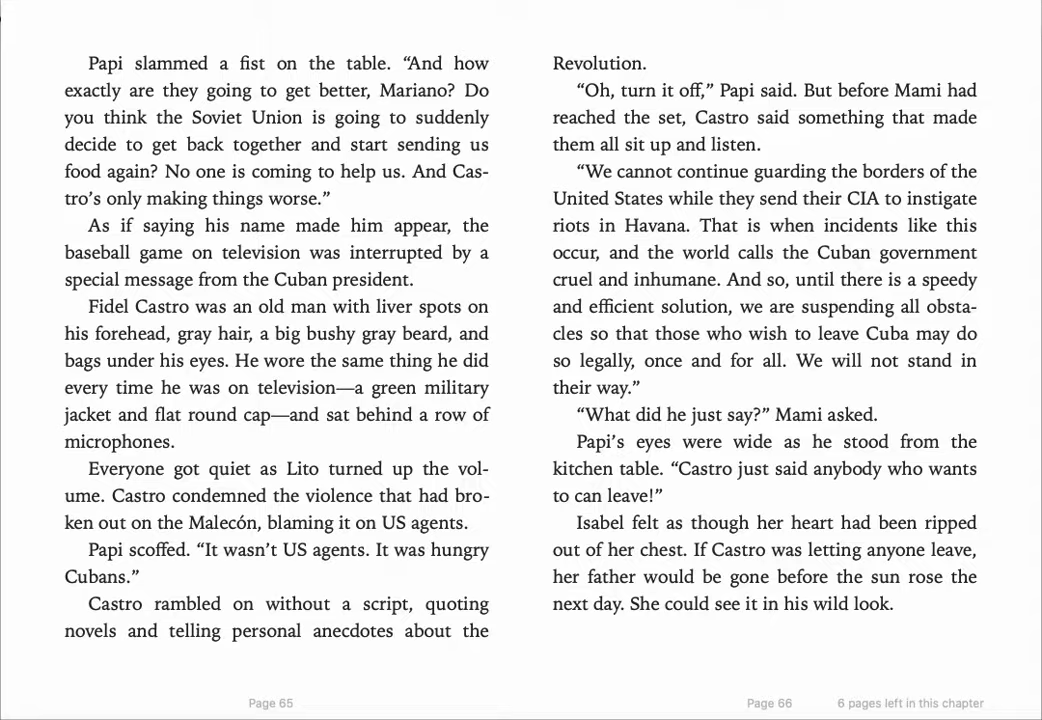 Papi slammed a fist on the table. “And how
exactly are they going to get better, Mariano? Do
you think the Soviet Union is going to suddenly
decide to get back together and start sending us
food again? No one is coming to help us. And Cas-
tro’s only making things worse.”
As if saying his name made him appear, the
baseball game on television was interrupted by a
special message from the Cuban president.
Fidel Castro was an old man with liver spots on
his forehead, gray hair, a big bushy gray beard, and
bags under his eyes. He wore the same thing he did
every time he was on television—a green military
jacket and flat round cap—and sat behind a row of
microphones.
Everyone got quiet as Lito turned up the vol-
ume. Castro condemned the violence that had bro-
ken out on the Malecón, blaming it on US agents.
Papi scoffed. “It wasn’t US agents. It was hungry
Cubans.”
Castro rambled on without a script, quoting
novels and telling personal anecdotes about the
Page 65
Revolution.
“Oh, turn it off,” Papi said. But before Mami had
reached the set, Castro said something that made
them all sit up and listen.
“We cannot continue guarding the borders of the
United States while they send their CIA to instigate
riots in Havana. That is when incidents like this
occur, and the world calls the Cuban government
cruel and inhumane. And so, until there is a speedy
and efficient solution, we are suspending all obsta-
cles so that those who wish to leave Cuba may do
so legally, once and for all. We will not stand in
their way.”
“What did he just say?” Mami asked.
Papi’s eyes were wide as he stood from the
kitchen table. “Castro just said anybody who wants
to can leave!”
Isabel felt as though her heart had been ripped
out of her chest. If Castro was letting anyone leave,
her father would be gone before the sun rose the
next day. She could see it in his wild look.
Page 66
6 pages left in this chapter